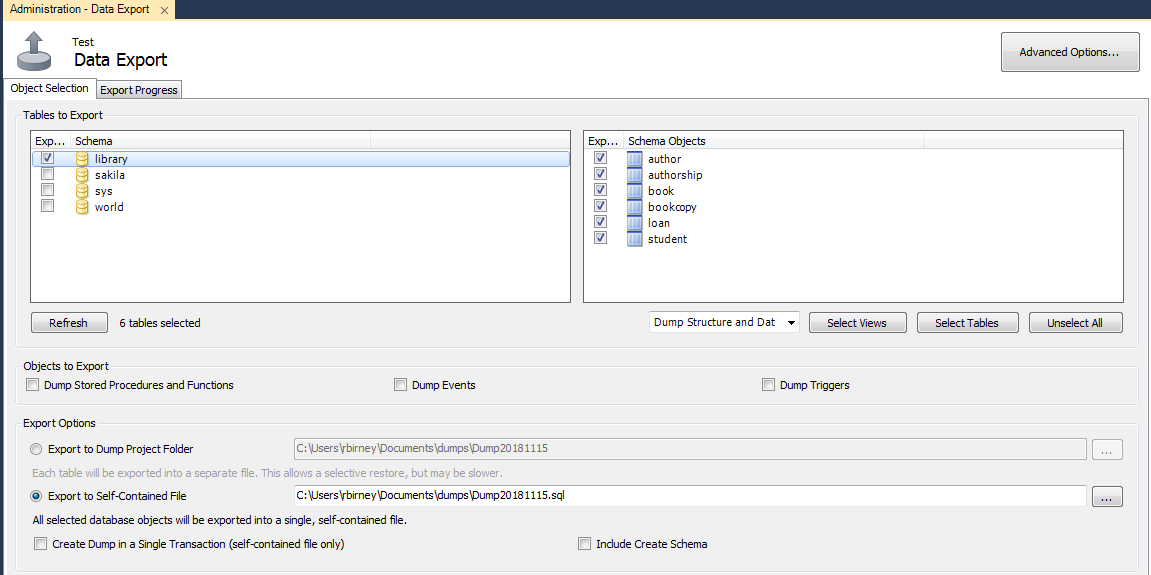 Administration - Data Export
Test
Data Export
Advanced Options...
Object Selection
Export Progress
Tables to Export
Exp... Schema
library
sakila
sys
world
Exp... Schema Objects
author
authorship
book
bookcopy
loan
student
Refresh
6 tables selected
Dump Structure and Dat
Select Views
Select Tables
Unselect All
Objects to Export
Dump Stored Procedures and Functions
Dump Events
Dump Triggers
Export Options
Export to Dump Project Folder
C:\Users\rbirney\Documents\dumps\Dump20181115
...
Each table will be exported into a separate file. This allows a selective restore, but may be slower.
Export to Self-Contained File
C:\Users\rbirney\Documents\dumps\Dump20181115.sql
...
All selected database objects will be exported into a single, self-contained file.
Create Dump in a Single Transaction (self-contained file only)
Include Create Schema